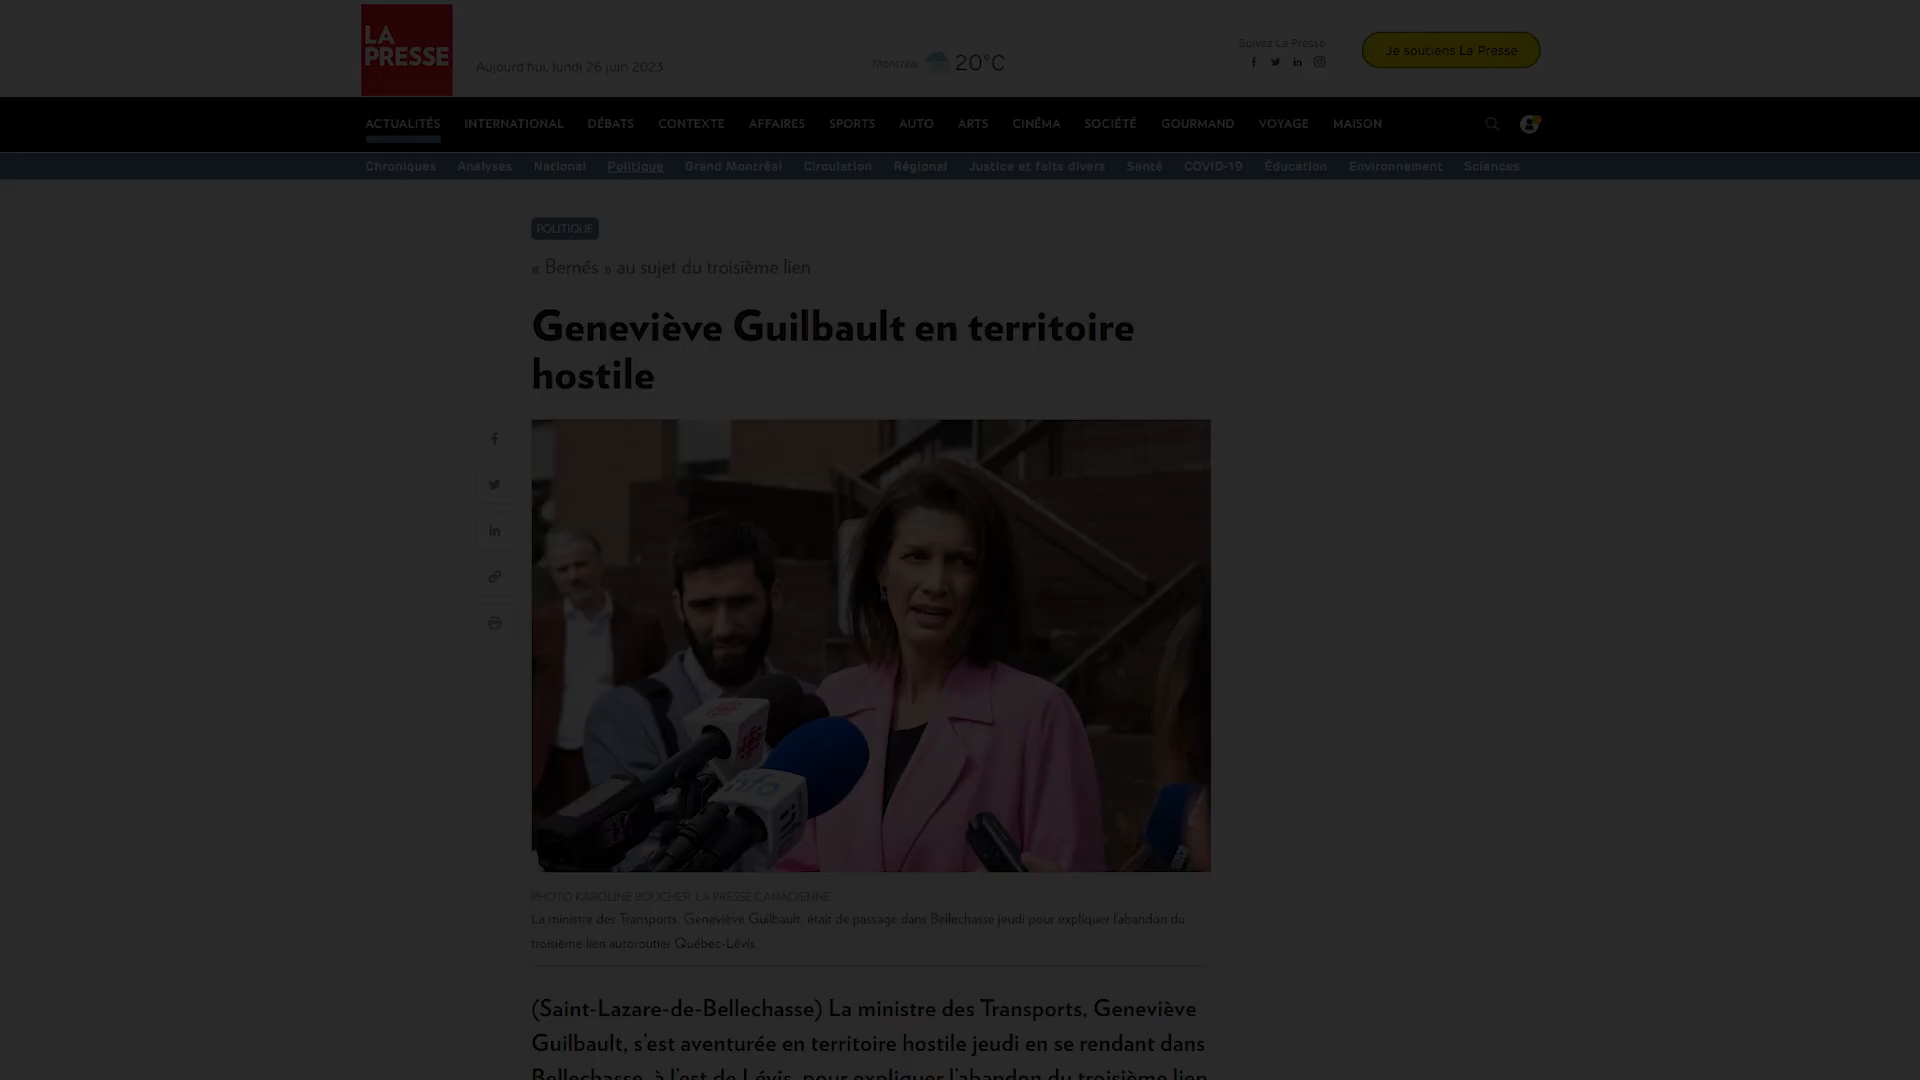 LA
PRESSE
Aujourd'hui, lundi 26 juin 2023
Montréal 20°C
Suivez La Presse
Je soutiens La Presse
ACTUALITÉS INTERNATIONAL DÉBATS CONTEXTE AFFAIRES SPORTS AUTO ARTS CINÉMA SOCIÉTÉ GOURMAND VOYAGE MAISON
Chroniques Analyses National Politique Grand Montréal Circulation Régional Justice et faits divers Santé COVID-19 Éducation Environnement Sciences
POLITIQUE
« Bernés » au sujet du troisième lien
Geneviève Guilbault en territoire
hostile
info
PHOTO KAROLINE BOUCHER, LA PRESSE CANADIENNE
La ministre des Transports, Geneviève Guilbault, était de passage dans Bellechasse jeudi pour expliquer l'abandon du
troisième lien autoroutier Québec-Lévis.
(Saint-Lazare-de-Bellechasse) La ministre des Transports, Geneviève
Guilbault, s'est aventurée en territoire hostile jeudi en se rendant dans
Bellechasse, à l'est de Lévis, pour expliquer l'abandon du troisième lien